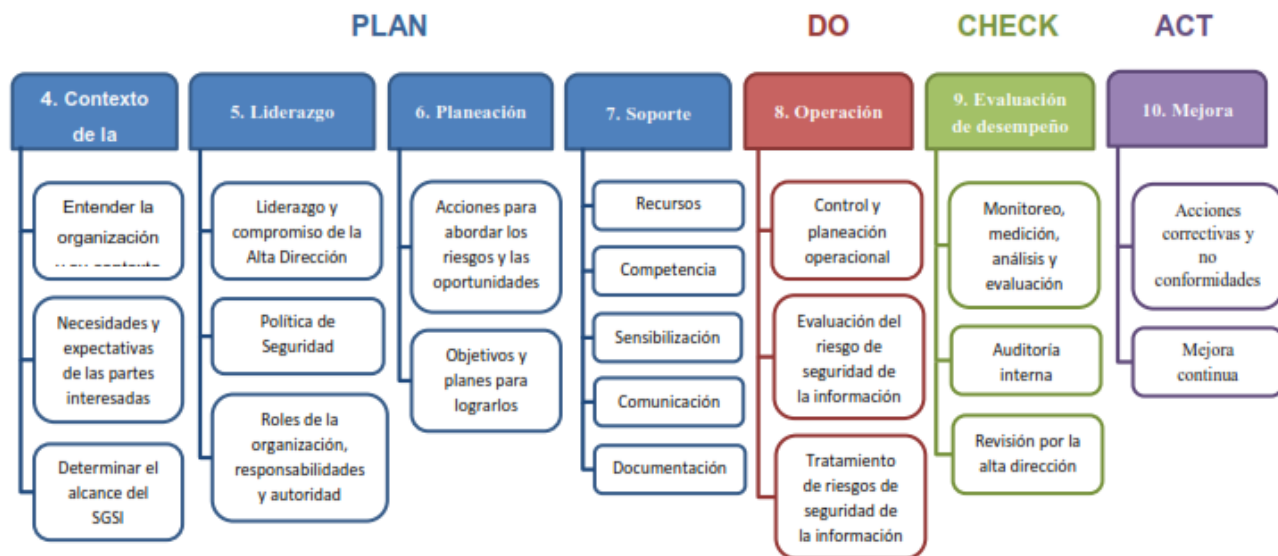 PLAN
DO
CHECK
ACT
4. Contexto
de la
5. Liderazgo
6. Planeación
7. Soporte
8. Operación
9. Evaluación
de desempeño
10. Mejora
Entender la
organización
Necesidades y
expectativas
de las partes
interesadas
Determinar el
alcance del
SGSI
Liderazgo y
compromiso de la
Alta Dirección
Política de
Seguridad
Roles de la
organización,
responsabilidades
y autoridad
Acciones para
abordar los
riesgos y las
oportunidades
Objetivos y
planes para
lograrlos
Recursos
Competencia
Sensibilización
Comunicación
Documentación
Control y
planeación
operacional
Evaluación del
riesgo de
seguridad de
la información
Tratamiento
de riesgos de
seguridad de
la información
Monitoreo,
medición,
análisis y
evaluación
Auditoría
interna
Revisión por la
alta dirección
Acciones
correctivas y
no
conformidades
Mejora
continua